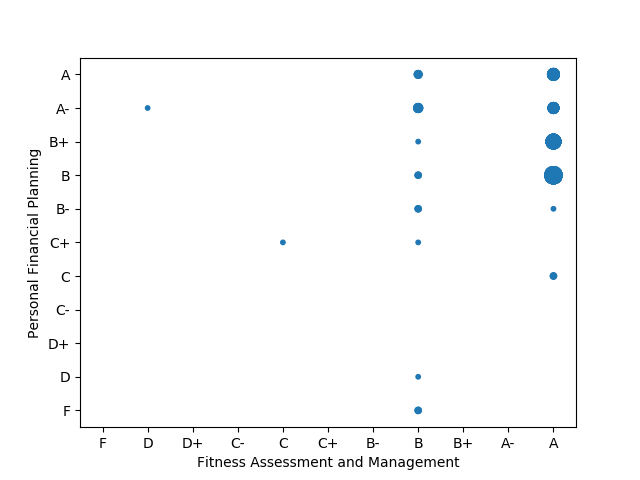 Personal Financial Planning
A
A-
B+
B
B-
C+
C
C-
D+
D
F
F D D+ C- C C+ B- B B+ A- A
Fitness Assessment and Management